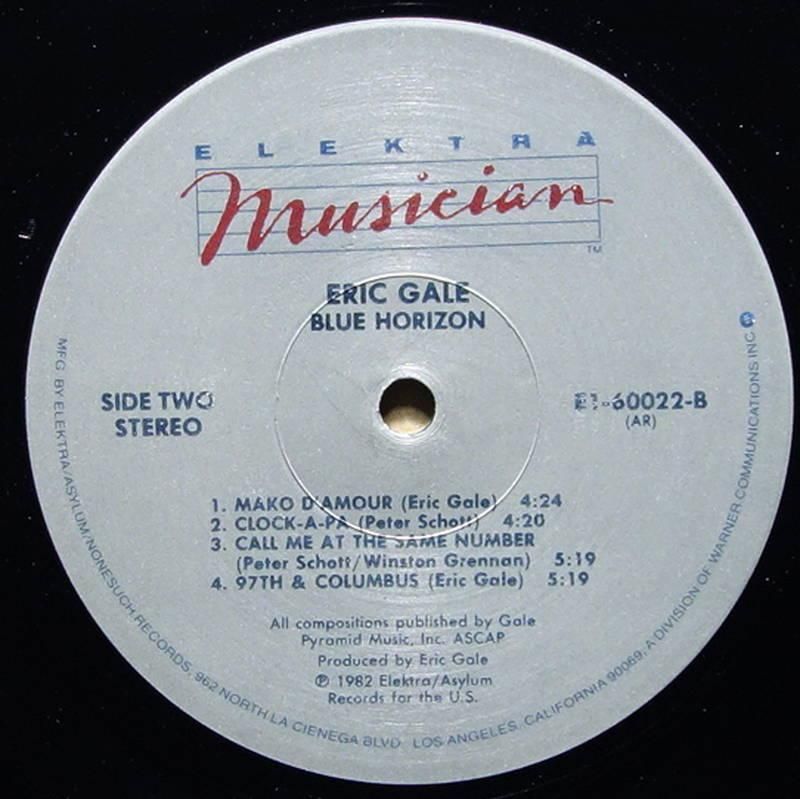 ELEKTRA
Musician
TM
ERIC GALE
BLUE HORIZON
SIDE TWO
STEREO
60022-B
(AR)
1. MAKO D'AMOUR (Eric Gale) 4:24
2. CLOCK-A-PA (Peter Schott) 4:20
3. CALL ME AT THE SAME NUMBER
(Peter Schott/Winston Grennan) 5:19
4. 97TH & COLUMBUS (Eric Gale) 5:19
All compositions published by Gale
Pyramid Music, Inc. ASCAP
Produced by Eric Gale
℗ 1982 Elektra/Asylum
Records for the U.S.
MFG. BY ELEKTRA/ASYLUM/NONESUCH RECORDS, 962 NORTH LA CIENEGA BLVD. LOS ANGELES, CALIFORNIA 90069, A DIVISION OF WARNER COMMUNICATIONS INC.